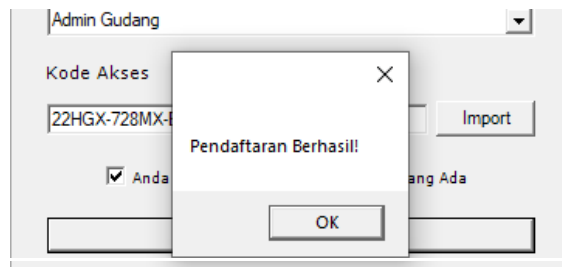 Admin Gudang
Kode Akses
22HGX-728MX-
Import
Pendaftaran Berhasil!
Anda
ang Ada
OK